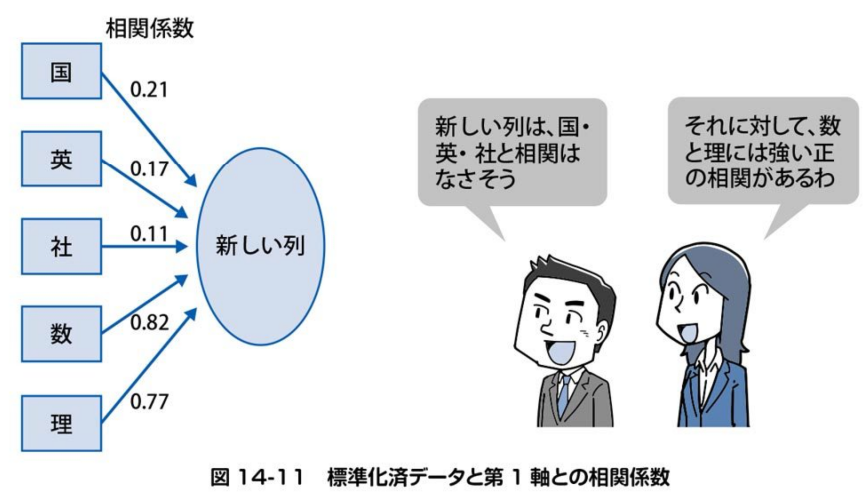 相関係数
国
0.21
英
0.17
社
0.11
数
0.82
理
0.77
新しい列
新しい列は、国・
英・社と相関は
なさそう
それに対して、数
と理には強い正
の相関があるわ
図 14-11 標準化済データと第 1 軸との相関係数